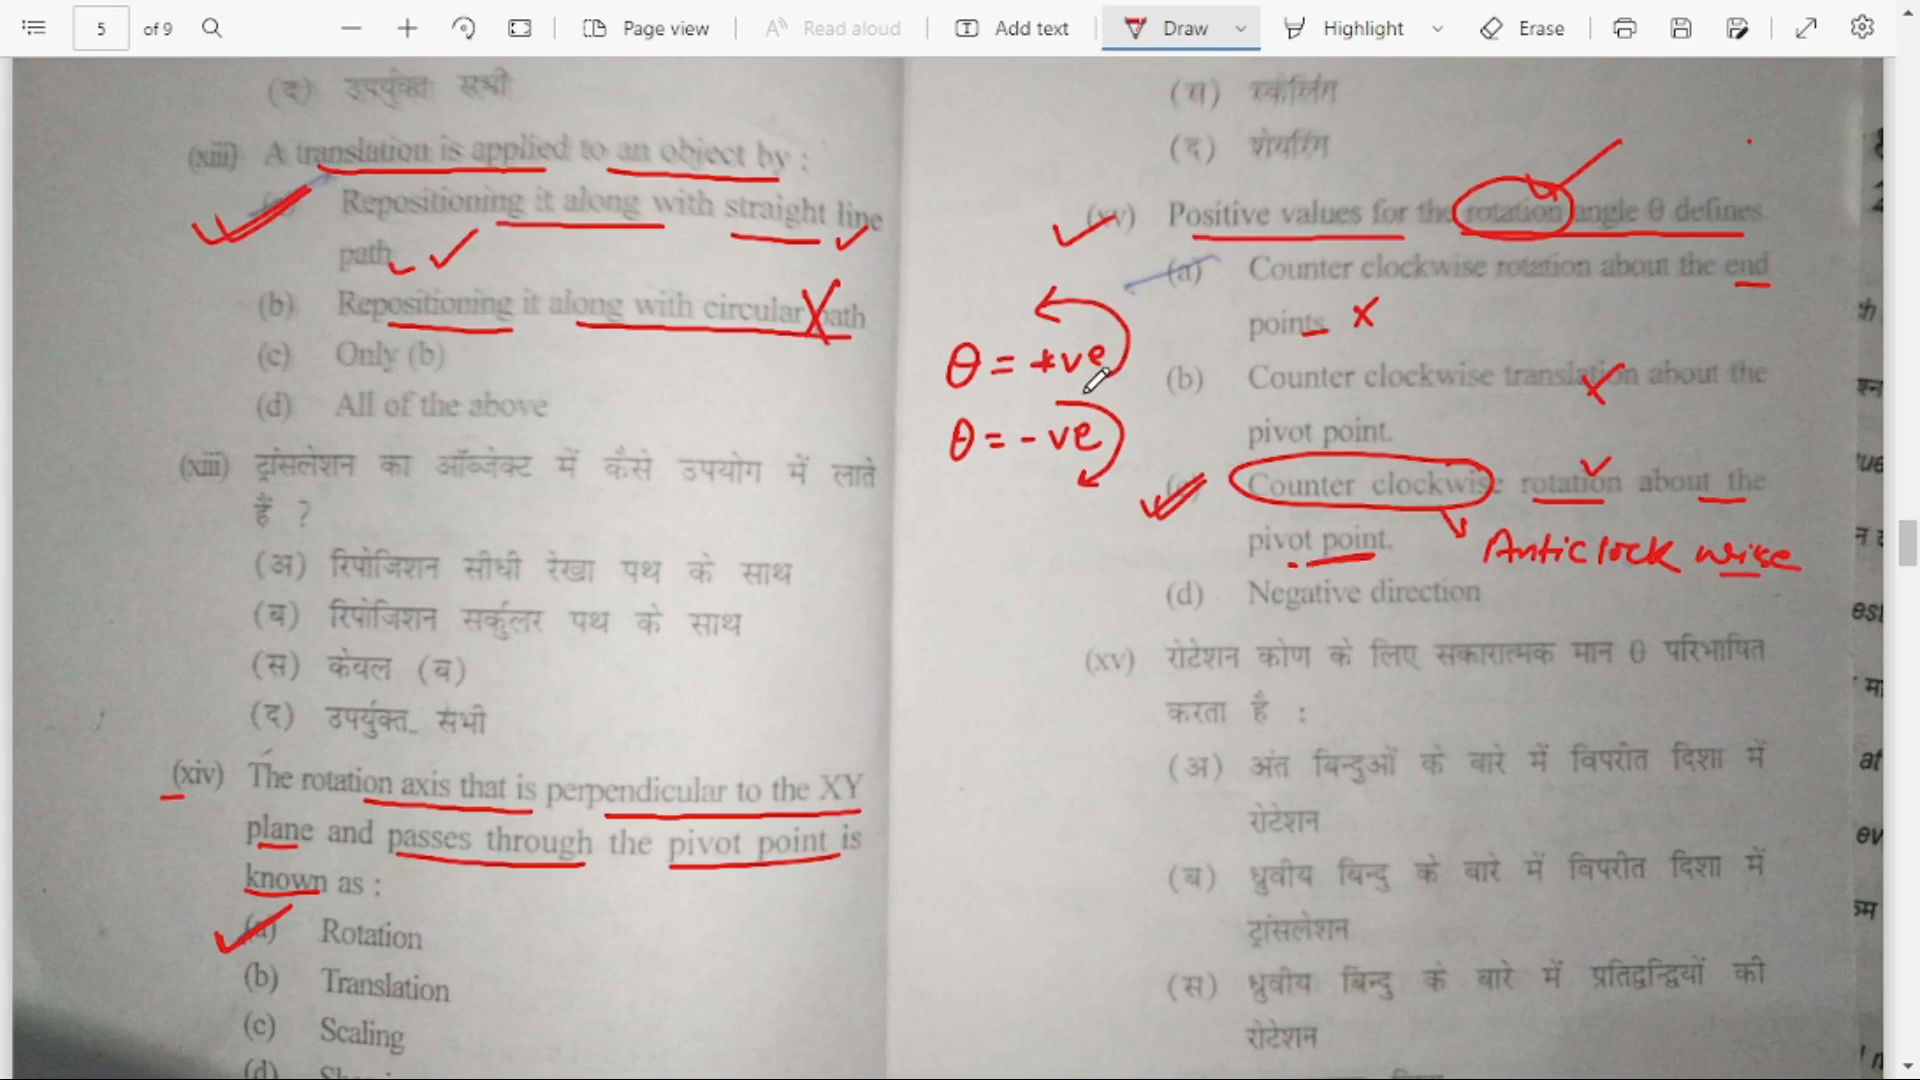 5 of 9 Page view Read aloud Add text Draw Highlight Erase
(द) उपर्युक्त सभी
(xiii) A translation is applied to an object by :
Repositioning it along with straight line
path
(b) Repositioning it along with circular path
(c) Only (b)
(d) All of the above
(xiii) ट्रांसलेशन का ऑब्जेक्ट में कैसे उपयोग में लाते
हैं ?
(अ) रिपोजिशन सीधी रेखा पथ के साथ
(ब) रिपोजिशन सर्कुलर पथ के साथ
(स) केवल (ब)
(द) उपर्युक्त सभी
(xiv) The rotation axis that is perpendicular to the XY
plane and passes through the pivot point is
known as :
(a) Rotation
(b) Translation
(c) Scaling
(d)
(स) स्केलिंग
(द) शेयरिंग
(xv) Positive values for the rotation angle θ defines
(a) Counter clockwise rotation about the end
points
θ = +ve
(b) Counter clockwise translation about the
pivot point.
θ = -ve
(c) Counter clockwise rotation about the
pivot point.
Anticlock wise
(d) Negative direction
(xv) रोटेशन कोण के लिए सकारात्मक मान θ परिभाषित
करता है :
(अ) अंत बिन्दुओं के बारे में विपरीत दिशा में
रोटेशन
(ब) ध्रुवीय बिन्दु के बारे में विपरीत दिशा में
ट्रांसलेशन
(स) ध्रुवीय बिन्दु के बारे में प्रतिद्वन्द्वियों की
रोटेशन